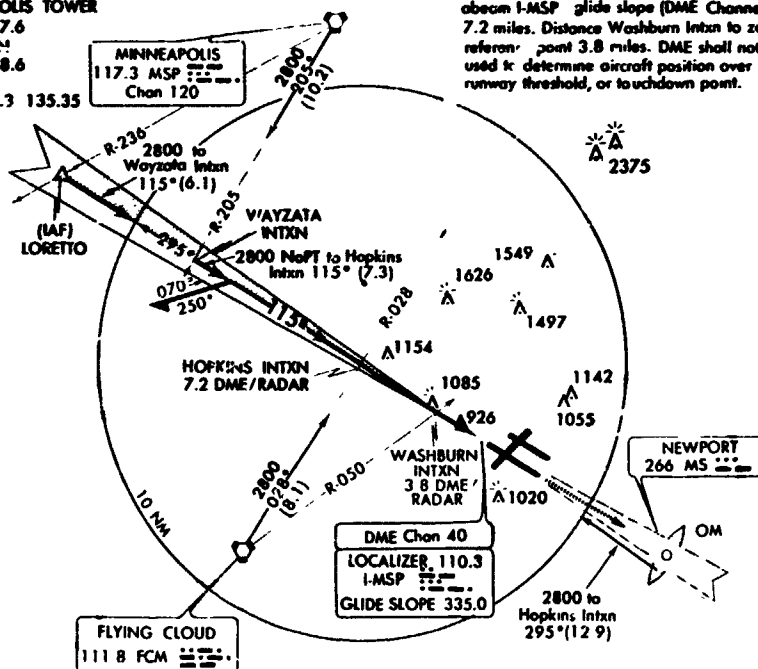 OLIS TOWER
7.6
8.6
.3 135.35
abeam I-MSP glide slope (DME Channe
7.2 miles. Distance Washburn Intxn to
point 3.8 miles. DME shall not
used to determine aircraft position over
runway threshold, or touchdown point.
MINNEAPOLIS
117.3 MSP
Chan 120
2800
205°
(10.2)
2375
R-236
2800 to
Wayzata Intxn
115° (6.1)
R-205
(IAF)
LORETTO
295°
WAYZATA
INTXN
2800 NoPT to Hopkins
Intxn 115° (7.3)
070°
250°
115°
R-028
1549
1626
1497
1154
HOPKINS INTXN
7.2 DME/RADAR
1085
926
1142
1055
WASHBURN
INTXN
3.8 DME
RADAR
1020
NEWPORT
266 MS
OM
2800
028°
(8.1)
R-050
10 NM
DME Chan 40
LOCALIZER 110.3
I-MSP
GLIDE SLOPE 335.0
2800 to
Hopkins Intxn
295° (12.9)
FLYING CLOUD
111.8 FCM